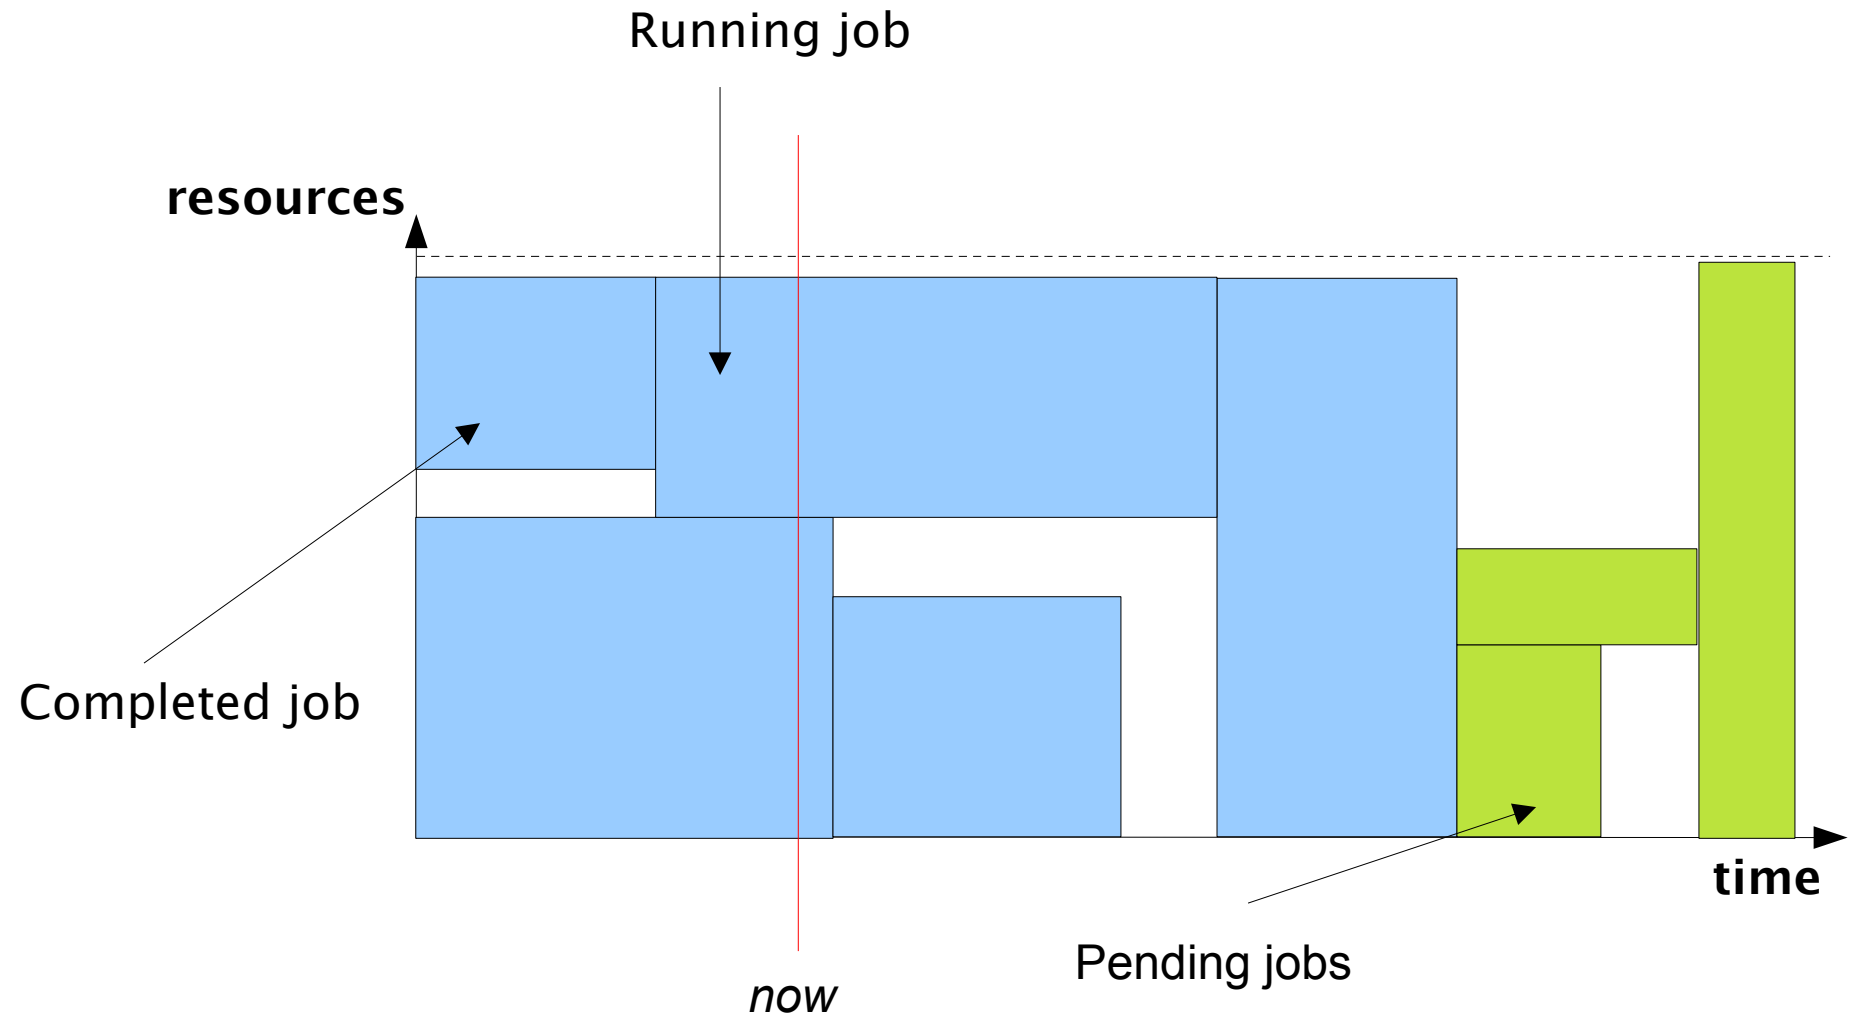 Running job
resources
Completed job
time
Pending jobs
now